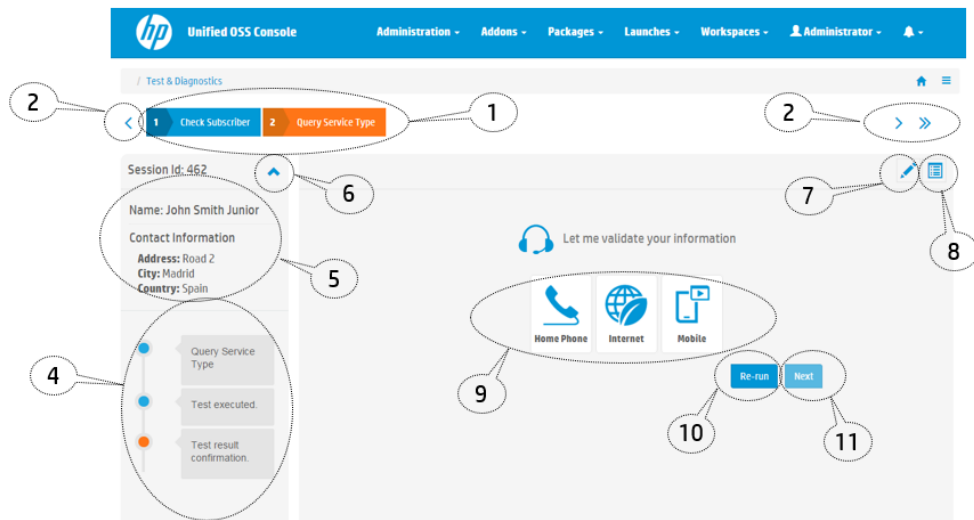 hp Unified OSS Console Administration Addons Packages Launches Workspaces Administrator
/ Test & Diagnostics
2
1 Check Subscriber 2 Query Service Type
1
2
Session Id: 462
6
7
8
Name: John Smith Junior
Contact Information
Address: Road 2
City: Madrid
Country: Spain
5
Let me validate your information
Home Phone Internet Mobile
9
4
Query Service
Type
Test executed.
Test result
confirmation.
Re-run Next
10
11